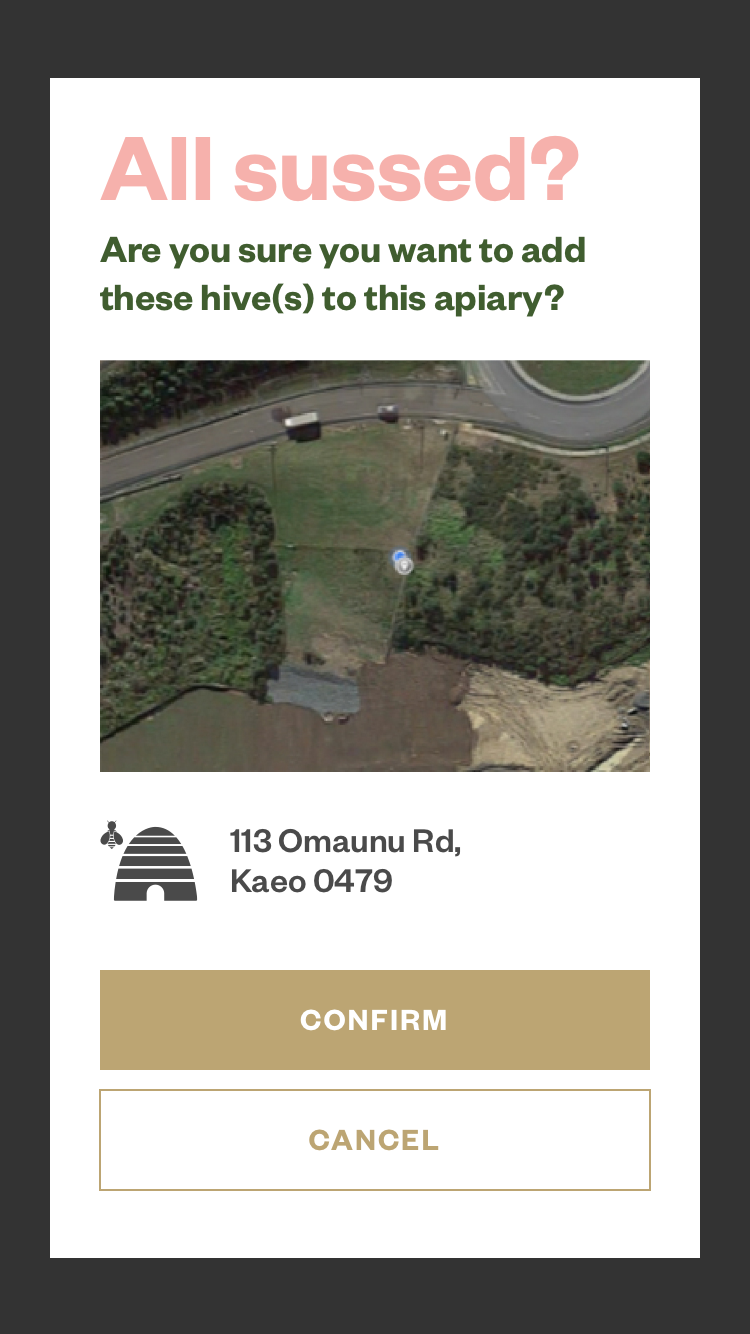 All sussed?
Are you sure you want to add
these hive(s) to this apiary?
113 Omaunu Rd,
Kaeo 0479
CONFIRM
CANCEL